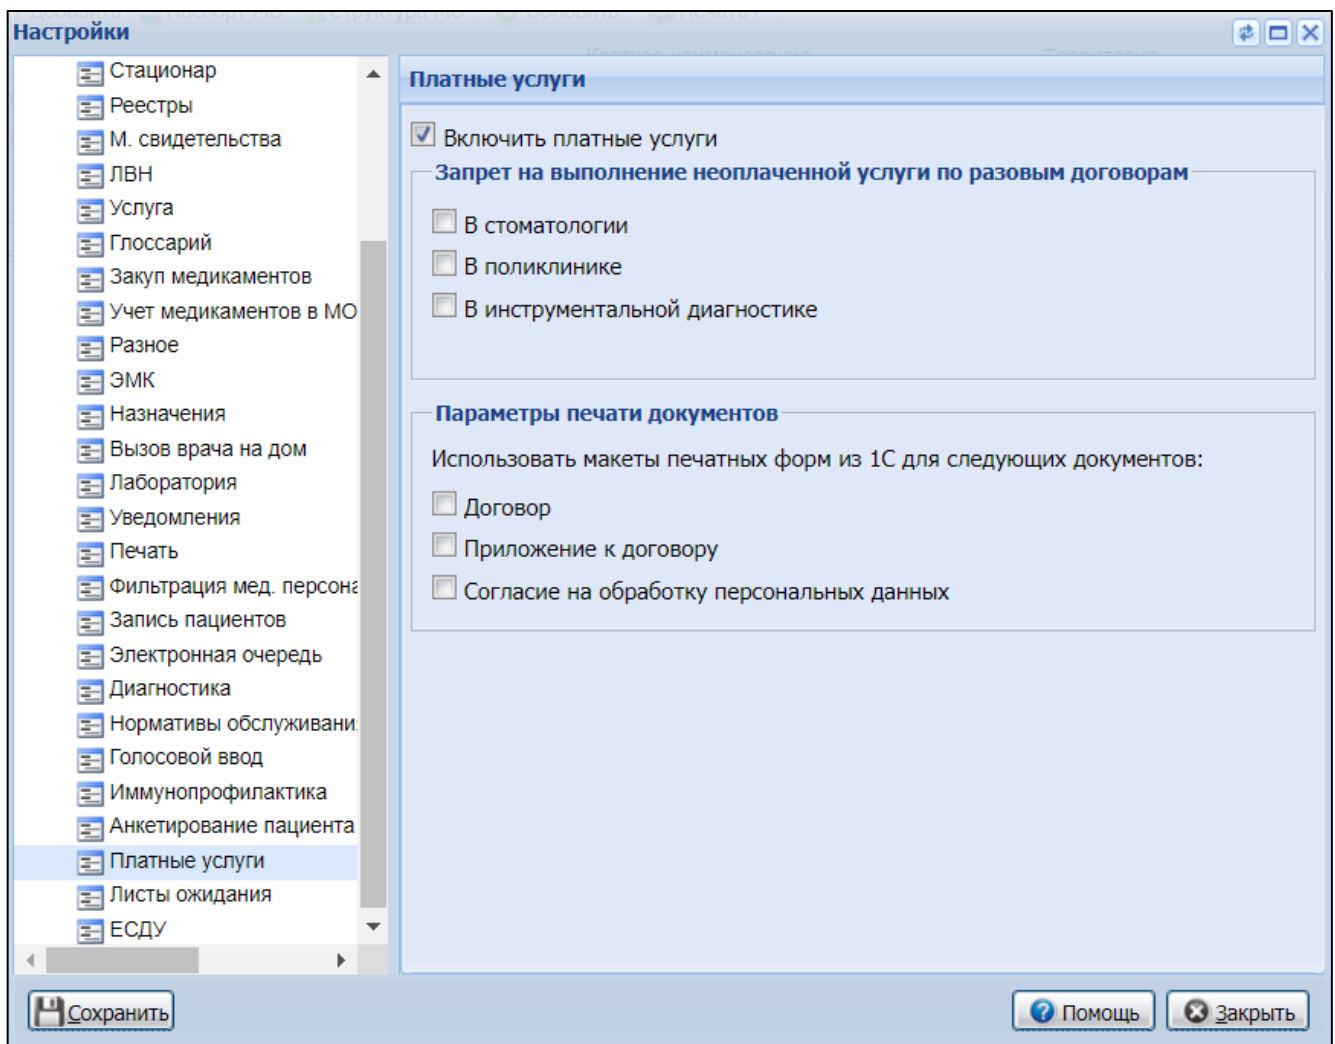 Настройки
Стационар
Реестры
М. свидетельства
ЛВН
Услуга
Глоссарий
Закуп медикаментов
Учет медикаментов в МО
Разное
ЭМК
Назначения
Вызов врача на дом
Лаборатория
Уведомления
Печать
Фильтрация мед. персона
Запись пациентов
Электронная очередь
Диагностика
Нормативы обслуживани
Голосовой ввод
Иммунопрофилактика
Анкетирование пациента
Платные услуги
Листы ожидания
ЕСДУ
Платные услуги
Включить платные услуги
Запрет на выполнение неоплаченной услуги по разовым договорам
В стоматологии
В поликлинике
В инструментальной диагностике
Параметры печати документов
Использовать макеты печатных форм из 1С для следующих документов:
Договор
Приложение к договору
Согласие на обработку персональных данных
Сохранить
Помощь
Закрыть